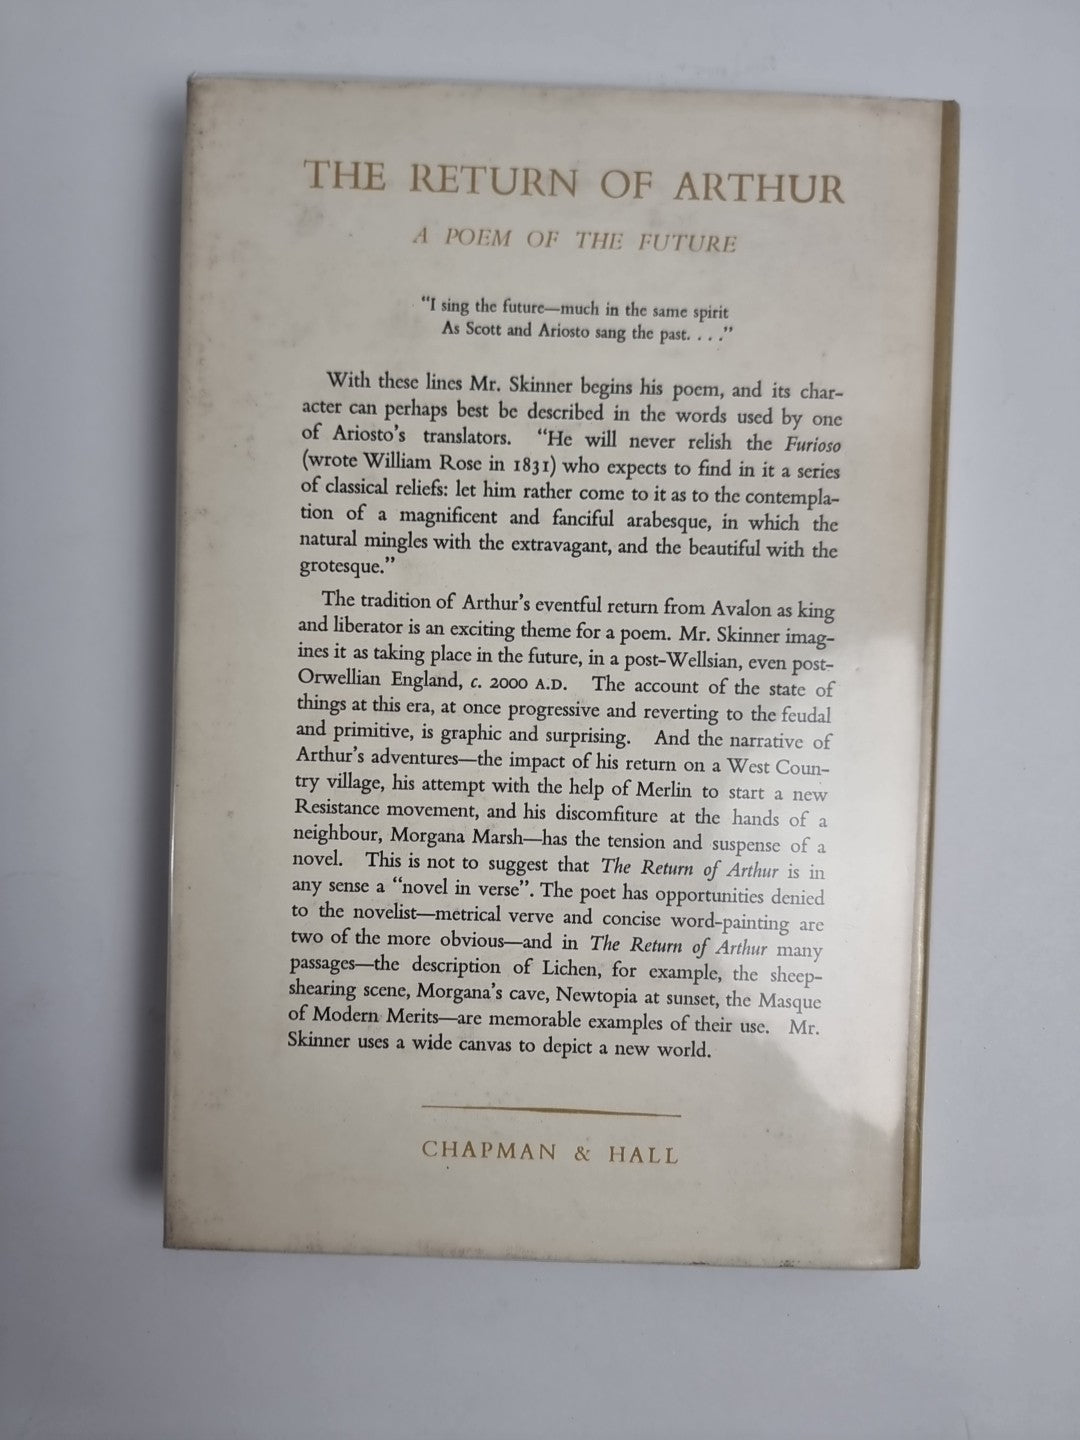 THE RETURN OF ARTHUR
A POEM OF THE FUTURE
"I sing the future—much in the same spirit
As Scott and Ariosto sang the past. . . ."
With these lines Mr. Skinner begins his poem, and its char-
acter can perhaps best be described in the words used by one
of Ariosto's translators. "He will never relish the Furioso
(wrote William Rose in 1831) who expects to find in it a series
of classical reliefs: let him rather come to it as to the contempla-
tion of a magnificent and fanciful arabesque, in which the
natural mingles with the extravagant, and the beautiful with the
grotesque."
The tradition of Arthur's eventful return from Avalon as king
and liberator is an exciting theme for a poem. Mr. Skinner imag-
ines it as taking place in the future, in a post-Wellsian, even post-
Orwellian England, c. 2000 A.D. The account of the state of
things at this era, at once progressive and reverting to the feudal
and primitive, is graphic and surprising. And the narrative of
Arthur's adventures—the impact of his return on a West Coun-
try village, his attempt with the help of Merlin to start a new
Resistance movement, and his discomfiture at the hands of a
neighbour, Morgana Marsh—has the tension and suspense of a
novel. This is not to suggest that The Return of Arthur is in
any sense a "novel in verse". The poet has opportunities denied
to the novelist—metrical verve and concise word-painting are
two of the more obvious—and in The Return of Arthur many
passages—the description of Lichen, for example, the sheep-
shearing scene, Morgana's cave, Newtopia at sunset, the Masque
of Modern Merits—are memorable examples of their use. Mr.
Skinner uses a wide canvas to depict a new world.
CHAPMAN & HALL